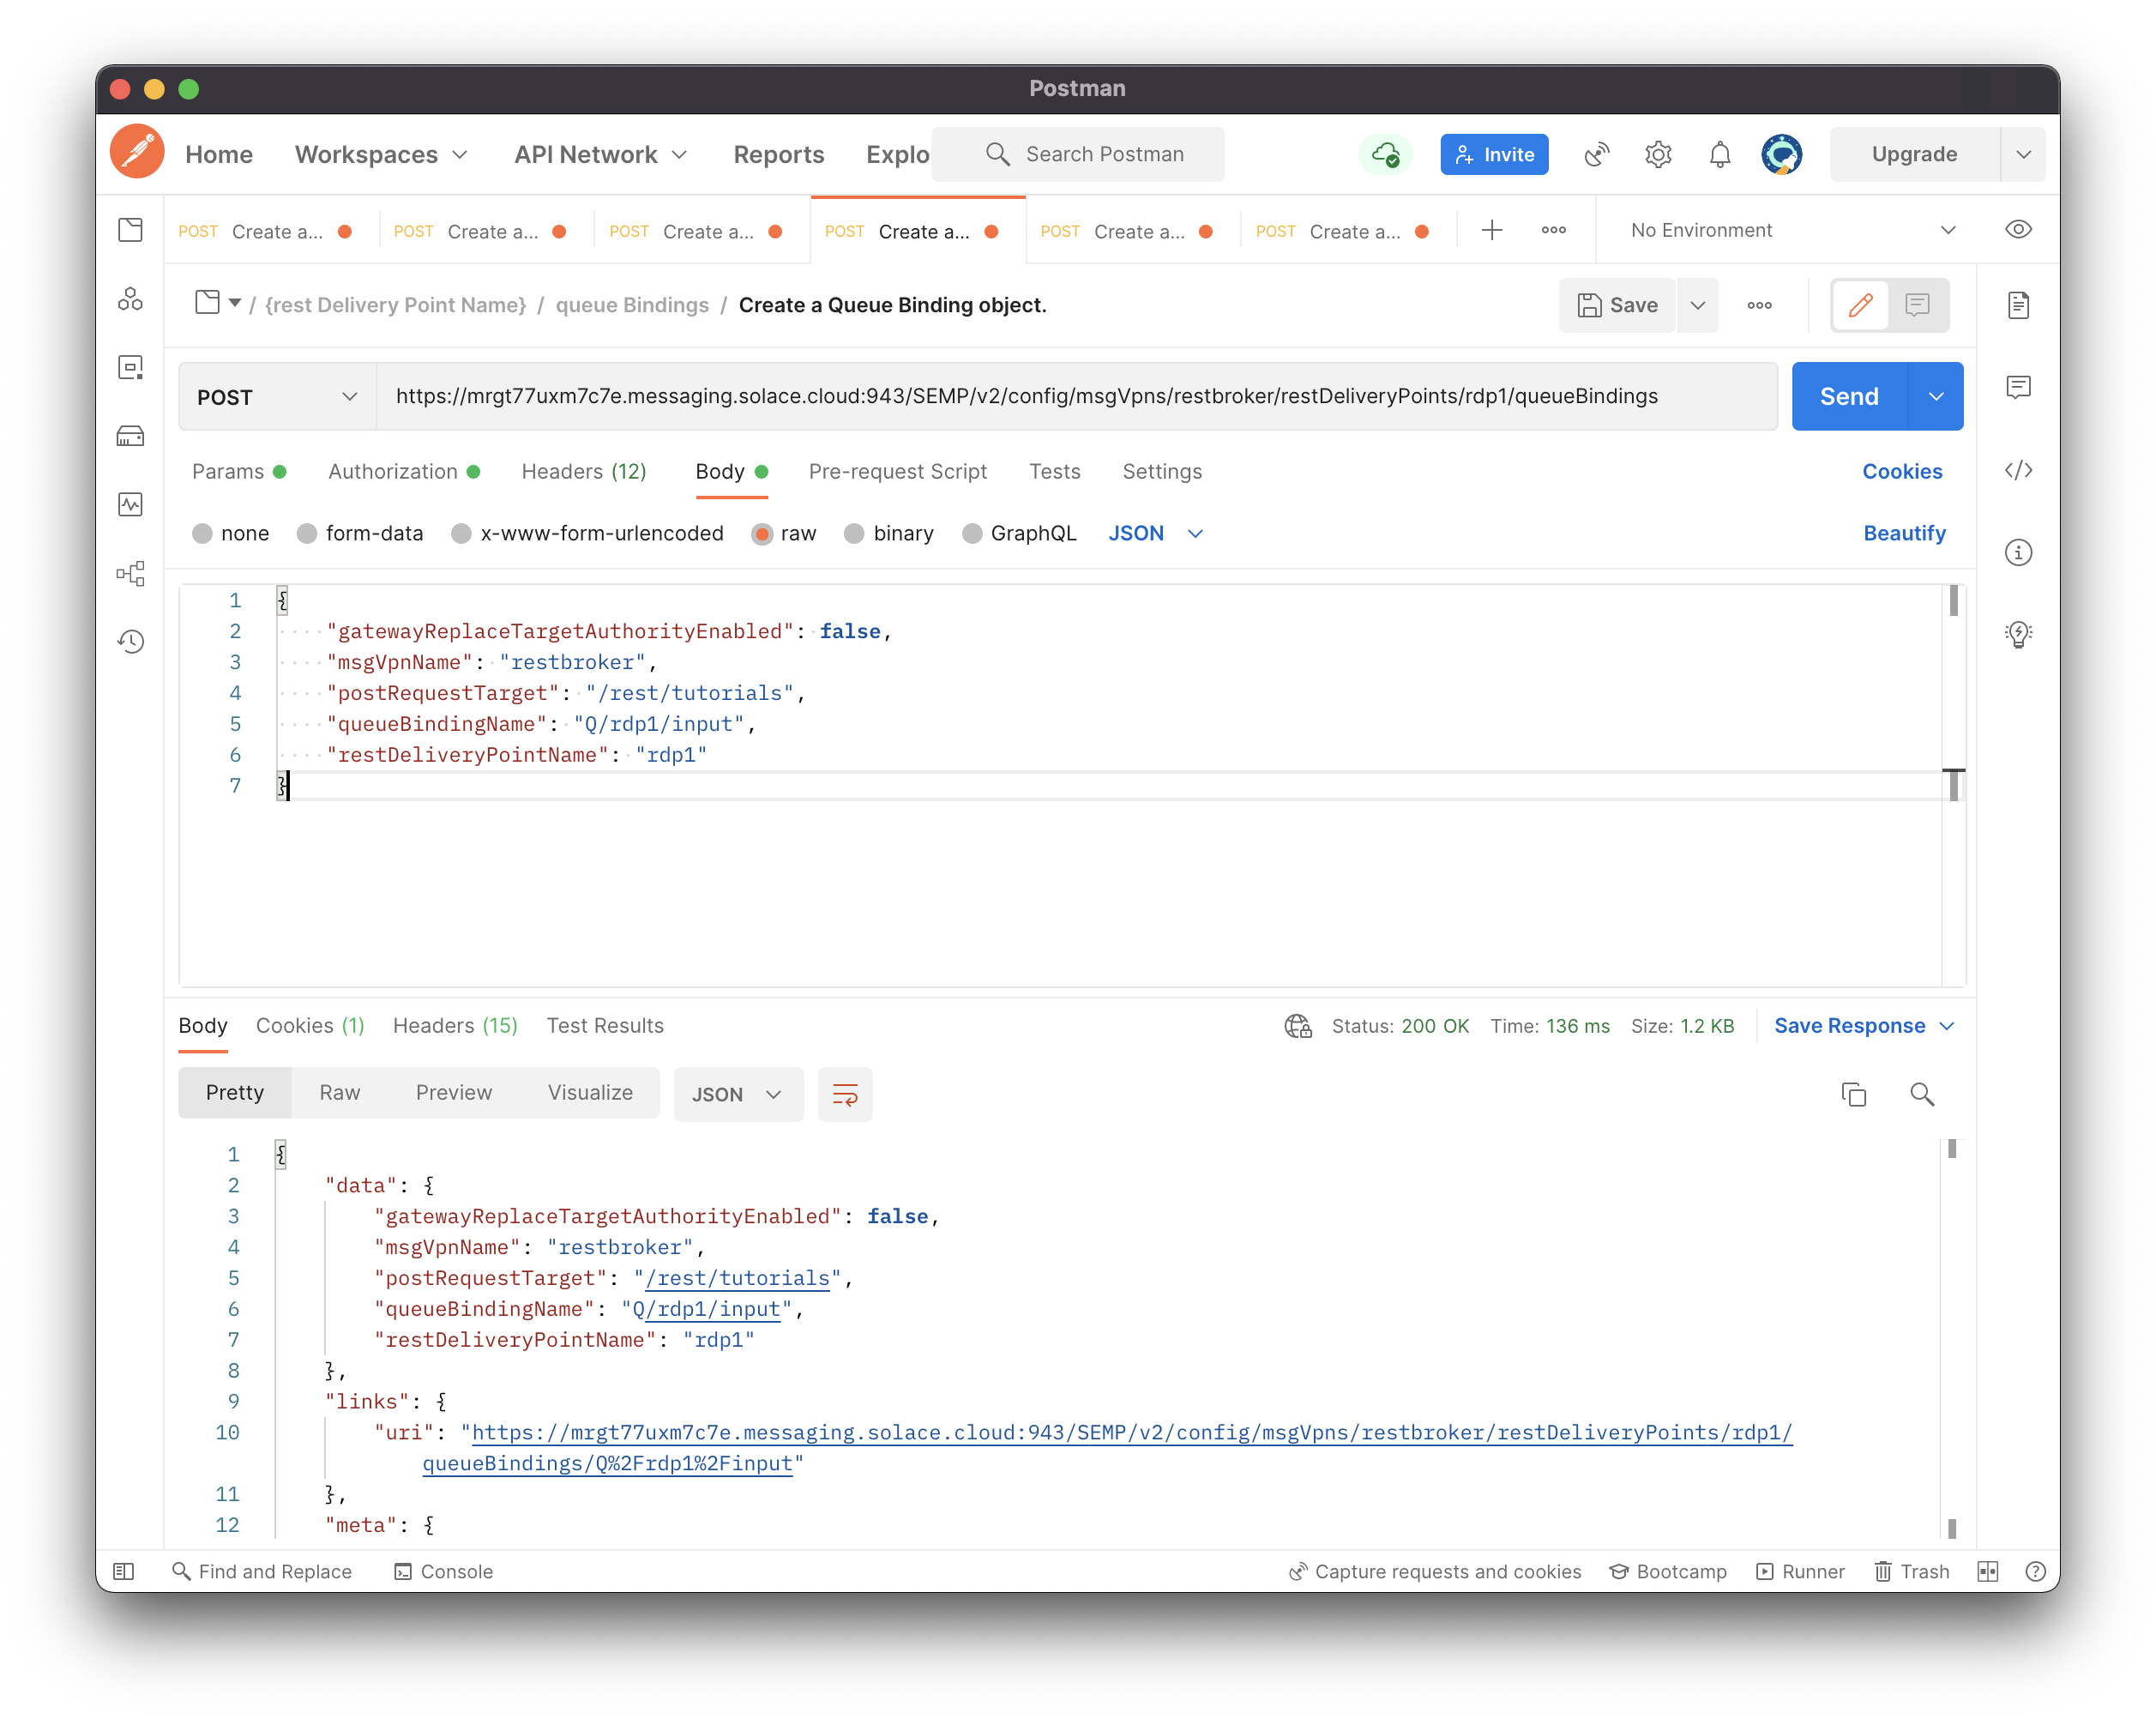 Postman
Home Workspaces API Network Reports Explo Search Postman Invite Upgrade
POST Create a... POST Create a... POST Create a... POST Create a... POST Create a... POST Create a... No Environment
/ {rest Delivery Point Name} / queue Bindings / Create a Queue Binding object. Save
POST https://mrgt77uxm7c7e.messaging.solace.cloud:943/SEMP/v2/config/msgVpns/restbroker/restDeliveryPoints/rdp1/queueBindings Send
Params Authorization Headers (12) Body Pre-request Script Tests Settings Cookies
none form-data x-www-form-urlencoded raw binary GraphQL JSON Beautify
1 {
2 "gatewayReplaceTargetAuthorityEnabled": false,
3 "msgVpnName": "restbroker",
4 "postRequestTarget": "/rest/tutorials",
5 "queueBindingName": "Q/rdp1/input",
6 "restDeliveryPointName": "rdp1"
7 }
Body Cookies (1) Headers (15) Test Results Status: 200 OK Time: 136 ms Size: 1.2 KB Save Response
Pretty Raw Preview Visualize JSON
1 {
2 "data": {
3 "gatewayReplaceTargetAuthorityEnabled": false,
4 "msgVpnName": "restbroker",
5 "postRequestTarget": "/rest/tutorials",
6 "queueBindingName": "Q/rdp1/input",
7 "restDeliveryPointName": "rdp1"
8 },
9 "links": {
10 "uri": "https://mrgt77uxm7c7e.messaging.solace.cloud:943/SEMP/v2/config/msgVpns/restbroker/restDeliveryPoints/rdp1/
queueBindings/Q%2Frdp1%2Finput"
11 },
12 "meta": {
Find and Replace Console Capture requests and cookies Bootcamp Runner Trash